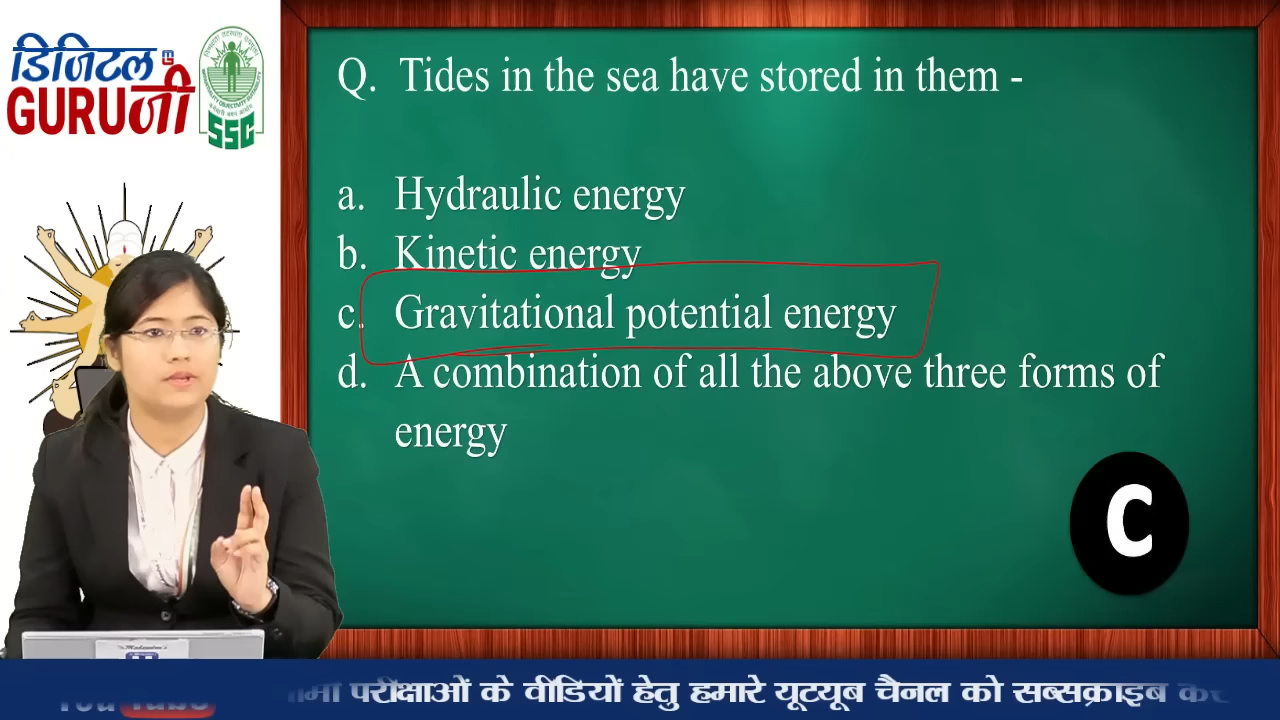 डिजिटल
GURUजी
SSC
Q. Tides in the sea have stored in them -
a. Hydraulic energy
b. Kinetic energy
c. Gravitational potential energy
d. A combination of all the above three forms of
energy
C
परीक्षाओं के वीडियों हेतु हमारे यूटयूब चैनल को सब्सक्राइब